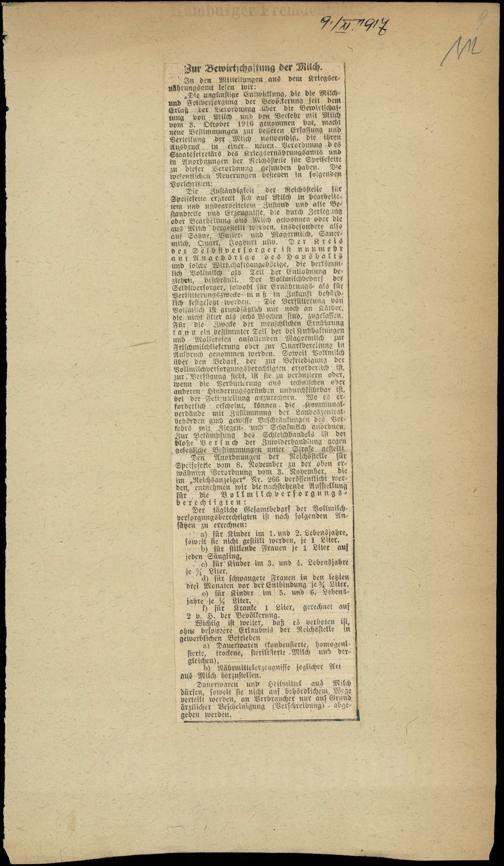 Hamburger Fremden
9. XI. 1917
Zur Bewirtschaftung der Milch.
In den Mitteilungen aus dem Kriegser-
nährungsamt lesen wir:
„Die ungünstige Entwicklung, die die Milch-
und Fettversorgung der Bevölkerung seit dem
Erlaß der Verordnung über die Bewirtschaf-
tung von Milch und den Verkehr mit Milch
vom 3. Oktober 1916 genommen hat, macht
neue Bestimmungen zur besseren Erfassung und
Verteilung der Milch notwendig, die ihren
Ausdruck in einer neuen Verordnung des
Staatssekretärs des Kriegsernährungsamts und
in Anordnungen der Reichsstelle für Speisefette
zu dieser Verordnung gefunden haben. Die
wesentlichen Neuerungen bestehen in folgenden
Vorschriften:
Die Zuständigkeit der Reichsstelle für
Speisefette erstreckt sich auf Milch in bearbeite-
tem und unbearbeitetem Zustand und alle Be-
standteile und Erzeugnisse, die durch Zerlegung
oder Bearbeitung aus Milch gewonnen oder die
aus Milch hergestellt werden, insbesondere also
auf Sahne, Butter- und Magermilch, Sauer-
milch, Quark, Joghurt usw. Der Kreis
der Selbstversorger ist nunmehr
auf Angehörige des Haushalts
und solche Wirtschaftsangehörige, die herkömm-
lich Vollmilch als Teil der Entlohnung be-
ziehen, beschränkt. Der Vollmilchbedarf der
Selbstversorger, sowohl für Ernährungs- als für
Verfütterungszwecke muß in Zukunft behörd-
lich festgesetzt werden. Die Verfütterung von
Vollmilch ist grundsätzlich nur noch an Kälber,
die nicht älter als sechs Wochen sind, zugelassen.
Für die Zwecke der menschlichen Ernährung
kann ein bestimmter Teil der bei Kuhhaltungen
und Molkereien anfallenden Magermilch zur
Frischmilchlieferung oder zur Quarkbereitung in
Anspruch genommen werden. Soweit Vollmilch
über den Bedarf, der zur Befriedigung der
Vollmilchversorgungsberechtigten erforderlich ist,
zur Verfügung steht, ist sie zu verbuttern oder,
wenn die Verbutterung aus technischen oder
anderen Hinderungsgründen undurchführbar ist,
bei der Fettzuteilung anzurechnen. Wo es er-
forderlich erscheint, können die Kommunal-
verbände mit Zustimmung der Landeszentral-
behörden auch gewisse Beschränkungen des Ver-
kehrs mit Ziegen- und Schafmilch anordnen.
Zur Bekämpfung des Schleichhandels ist der
bloße Versuch der Zuwiderhandlung gegen
gesetzliche Bestimmungen unter Strafe gestellt.
Den Anordnungen der Reichsstelle für
Speisefette vom 3. November zu der oben er-
wähnten Verordnung vom 3. November, die
im „Reichsanzeiger" Nr. 266 veröffentlicht wer-
den, entnehmen wir die nachstehende Aufstellung
für die Vollmilchversorgungs-
berechtigten:
Der tägliche Gesamtbedarf der Vollmilch-
versorgungsberechtigten ist nach folgenden An-
sätzen zu errechnen:
a) für Kinder im 1. und 2. Lebensjahre,
soweit sie nicht gestillt werden, je 1 Liter,
b) für stillende Frauen je 1 Liter auf
jeden Säugling,
c) für Kinder im 3. und 4. Lebensjahre
je ¾ Liter,
d) für schwangere Frauen in den letzten
drei Monaten vor der Entbindung je ¾ Liter,
e) für Kinder im 5. und 6. Lebens-
jahre je ½ Liter,
f) für Kranke 1 Liter, gerechnet auf
2 v. H. der Bevölkerung.
Wichtig ist weiter, daß es verboten ist,
ohne besondere Erlaubnis der Reichsstelle in
gewerblichen Betrieben
a) Dauerwaren (kondensierte, homogeni-
sierte, trockene, sterilisierte Milch und der-
gleichen),
b) Nährmittelerzeugnisse jeglicher Art
aus Milch herzustellen.
Dauerwaren und Heilmittel aus Milch
dürfen, soweit sie nicht auf behördlichem Wege
verteilt werden, an Verbraucher nur auf Grund
ärztlicher Bescheinigung (Verschreibung) abge-
geben werden.